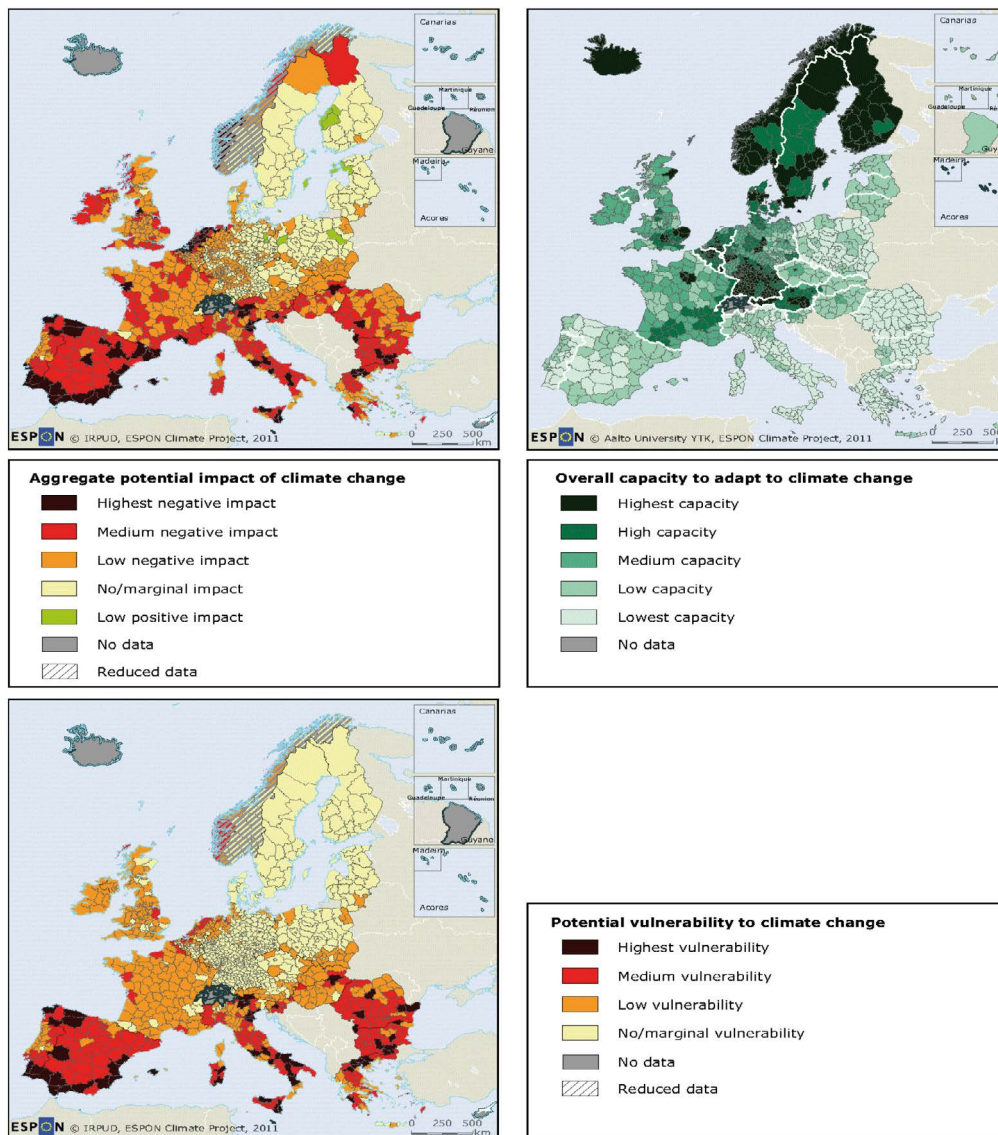 Canarias
Martinique
Guadeloupe
Réunion
Guyane
Madeira
Acores
ESPON © IRPUD, ESPON Climate Project, 2011
0 250 500
km
Canarias
Martinique
Guadeloupe
Guyane
Madeira
Acores
ESPON © Aalto University YTK, ESPON Climate Project, 2011
0 250 500
km
Aggregate potential impact of climate change
Highest negative impact
Medium negative impact
Low negative impact
No/marginal impact
Low positive impact
No data
Reduced data
Overall capacity to adapt to climate change
Highest capacity
High capacity
Medium capacity
Low capacity
Lowest capacity
No data
Canarias
Martinique
Guadeloupe
Réunion
Guyane
Madeira
Acores
ESPON © IRPUD, ESPON Climate Project, 2011
0 250 500
km
Potential vulnerability to climate change
Highest vulnerability
Medium vulnerability
Low vulnerability
No/marginal vulnerability
No data
Reduced data